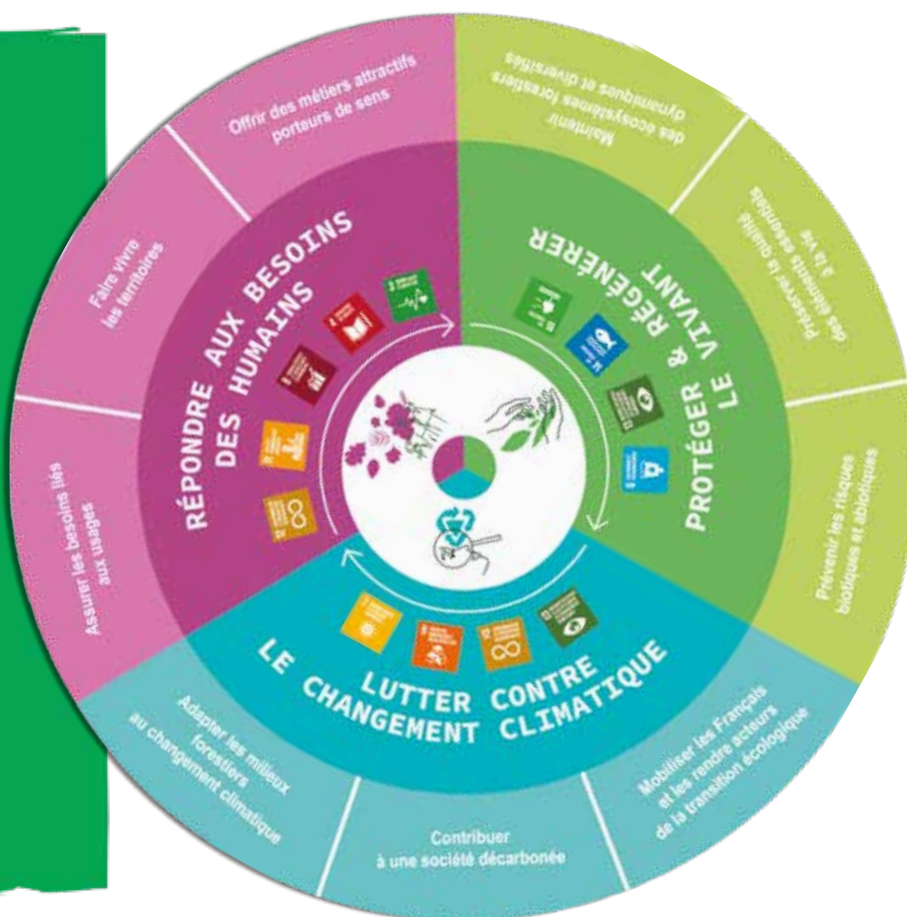 Offrir des métiers attractifs
porteurs de sens
Faire vivre
les territoires
Assurer les besoins liés
aux usages
RÉPONDRE AUX BESOINS
DES HUMAINS
Maintenir
des écosystèmes forestiers
dynamiques et diversifiés
Préserver la qualité
des éléments essentiels
à la vie
Prévenir les risques
biotiques et abiotiques
PROTÉGER & RÉGÉNÉRER
LE VIVANT
LUTTER CONTRE
LE CHANGEMENT CLIMATIQUE
Adapter les milieux
forestiers
au changement climatique
Contribuer
à une société décarbonée
Mobiliser les Français
et les rendre acteurs
de la transition écologique